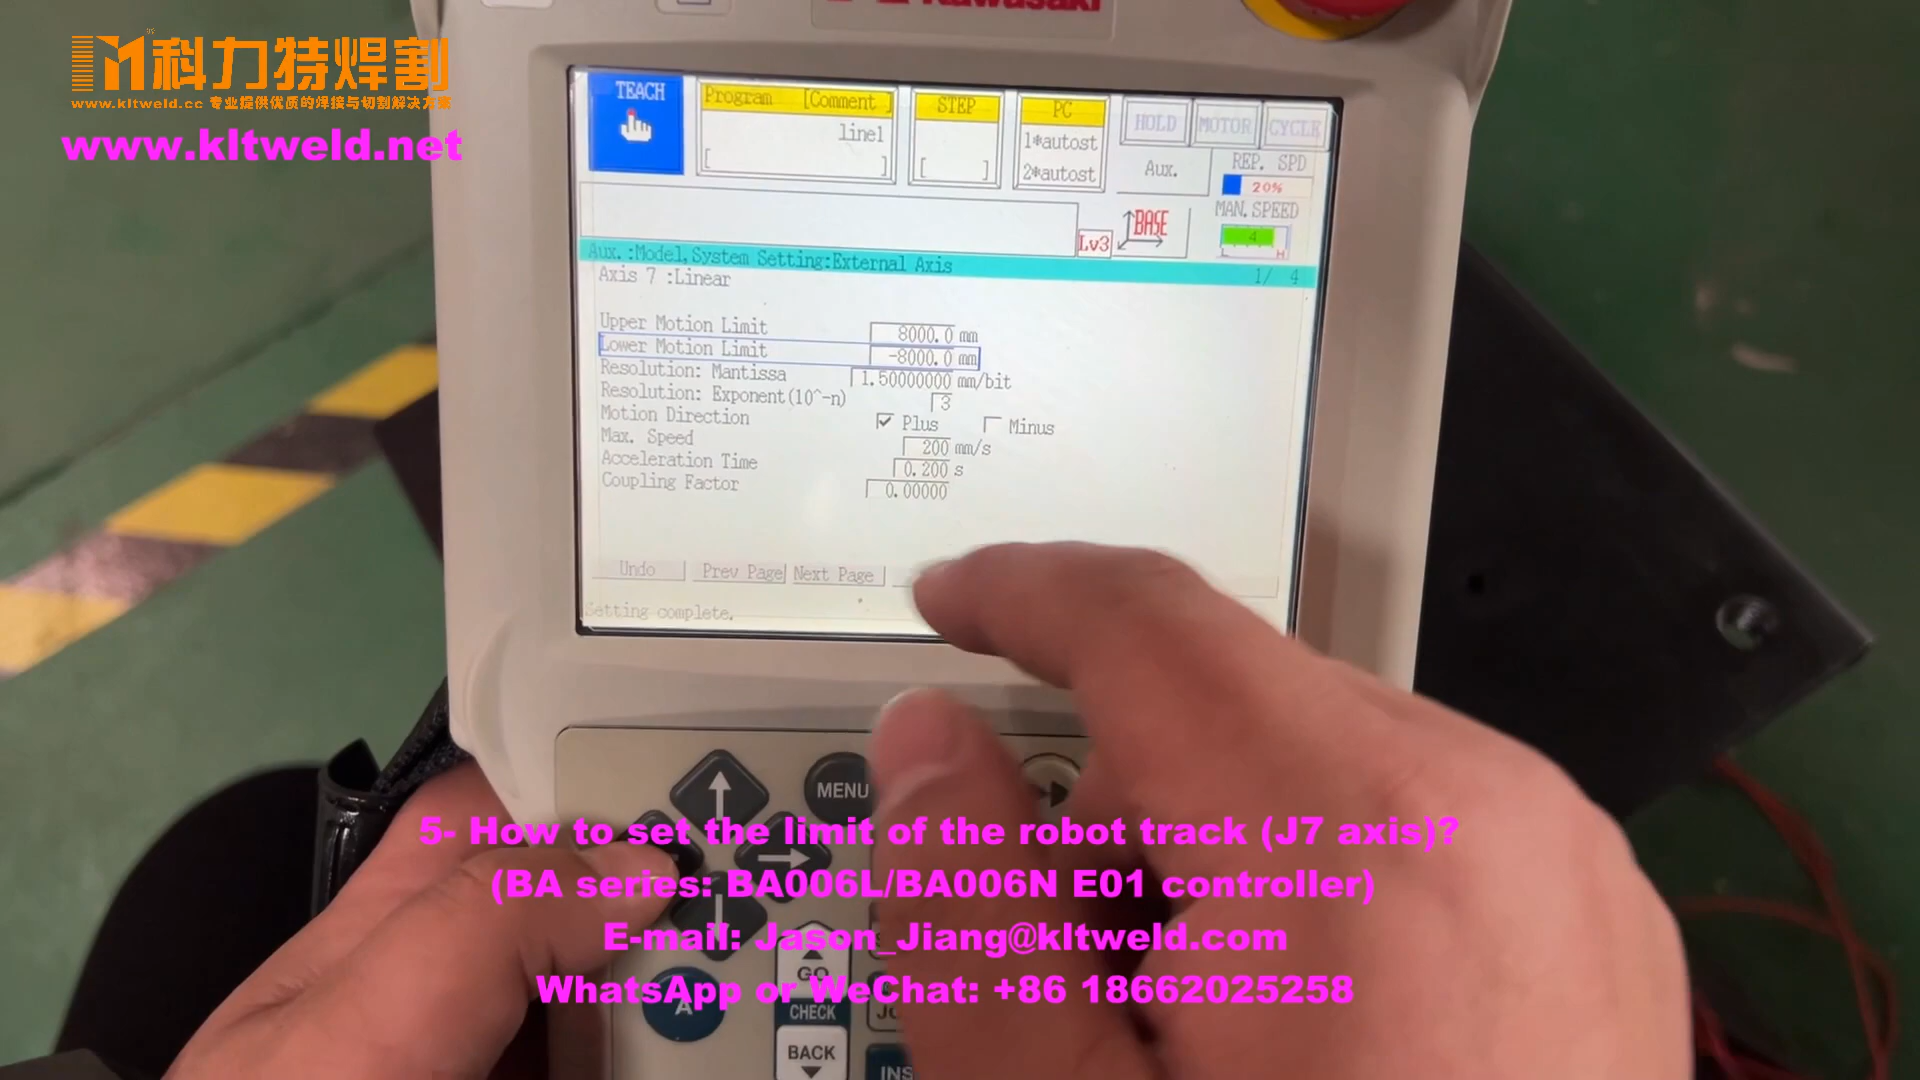 Kawasaki
科力特焊割
www.kltweld.cc 专业提供优质的焊接与切割解决方案
www.kltweld.net
TEACH
Program [Comment ]
line1
[ ]
STEP
[ ]
PC
1*autost
2*autost
HOLD MOTOR CYCLE
Aux.
REP. SPD
20%
MAN.SPEED
4
L H
Lv3
BASE
Aux. :Model,System Setting:External Axis 1/ 4
Axis 7 :Linear
Upper Motion Limit 8000.0 mm
Lower Motion Limit -8000.0 mm
Resolution: Mantissa 1.50000000 mm/bit
Resolution: Exponent(10^-n) 3
Motion Direction Plus Minus
Max. Speed 200 mm/s
Acceleration Time 0.200 s
Coupling Factor 0.00000
Undo Prev Page Next Page
Setting complete.
MENU
5- How to set the limit of the robot track (J7 axis)?
(BA series: BA006L/BA006N E01 controller)
E-mail: Jason_Jiang@kltweld.com
WhatsApp or WeChat: +86 18662025258
A
GO
CHECK
BACK
INS